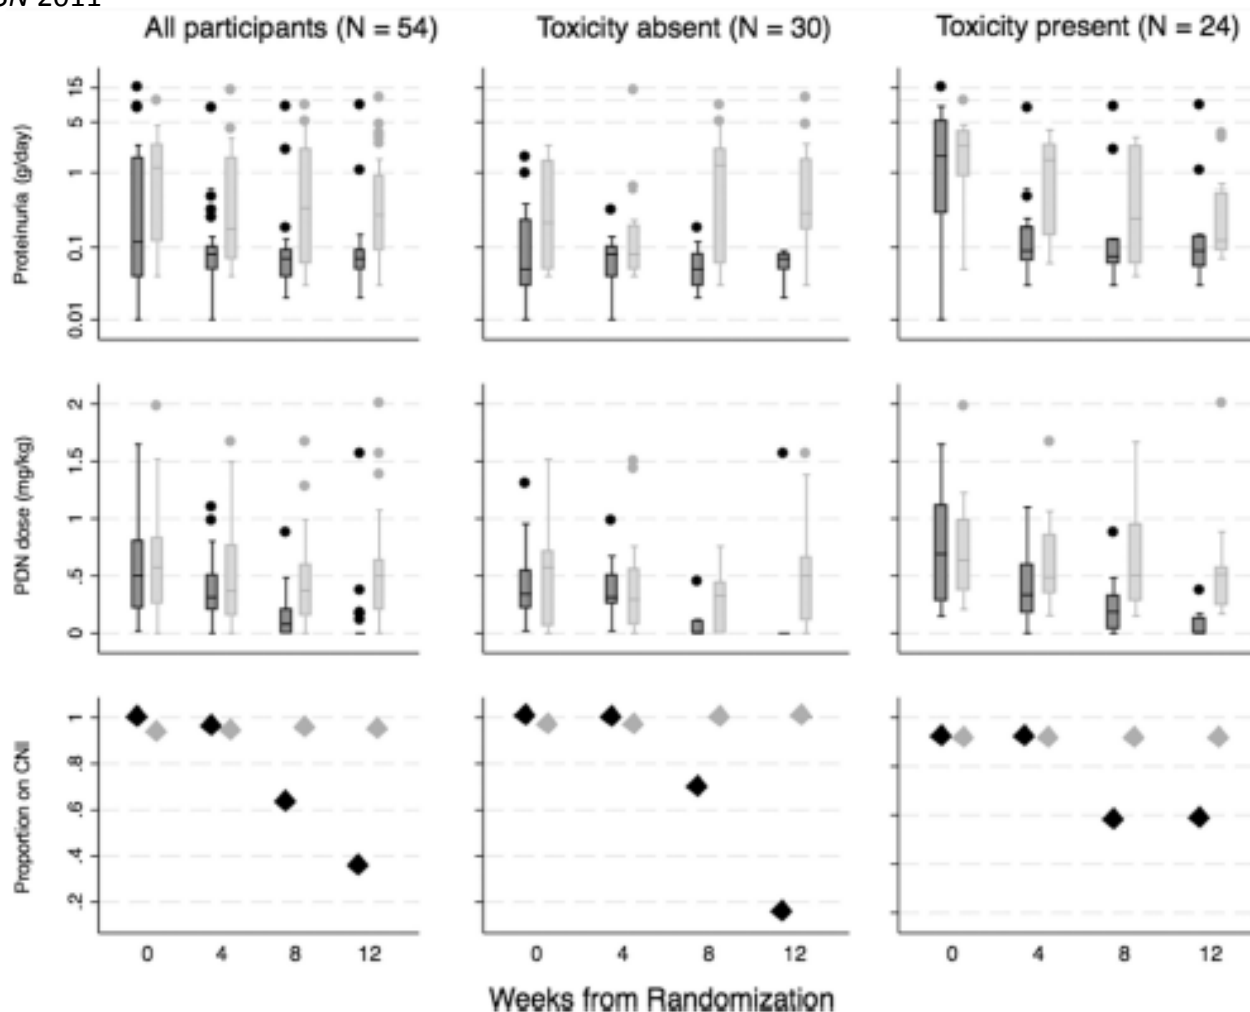 2011
All participants (N = 54)
Toxicity absent (N = 30)
Toxicity present (N = 24)
Proteinuria (g/day)
15
5
1
0.1
0.01
PDN dose (mg/kg)
2
1.5
1
.5
0
Proportion on CNI
1
.8
.6
.4
.2
0 4 8 12
0 4 8 12
0 4 8 12
Weeks from Randomization